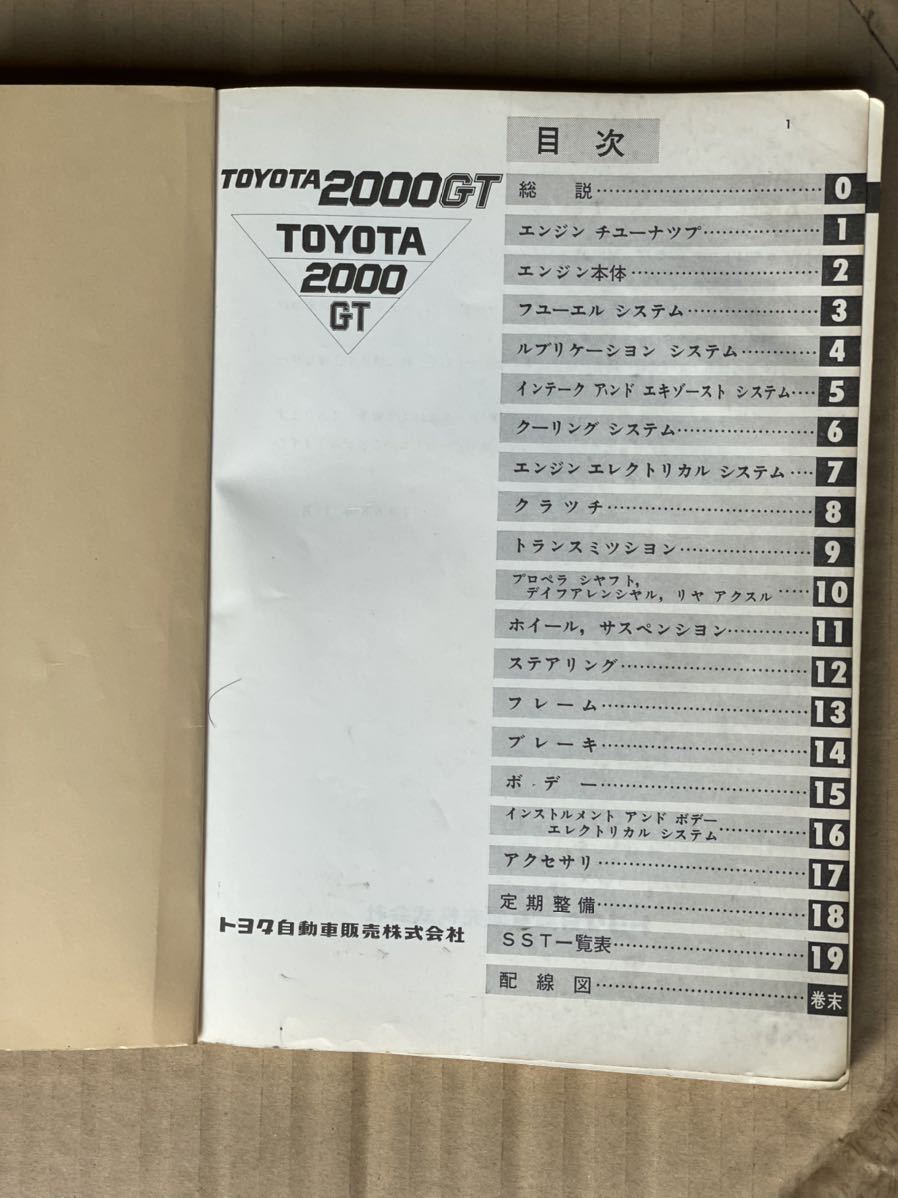 1
TOYOTA2000GT
TOYOTA
2000
GT
トヨタ自動車販売株式会社
目次
総説 0
エンジン チユーナツプ 1
エンジン本体 2
フユーエル システム 3
ルブリケーシヨン システム 4
インテーク アンド エキゾースト システム 5
クーリング システム 6
エンジン エレクトリカル システム 7
クラツチ 8
トランスミツシヨン 9
プロペラ シヤフト,
デイフアレンシヤル, リヤ アクスル 10
ホイール, サスペンシヨン 11
ステアリング 12
フレーム 13
ブレーキ 14
ボデー 15
インストルメント アンド ボデー
エレクトリカル システム 16
アクセサリ 17
定期整備 18
SST一覧表 19
配線図 巻末